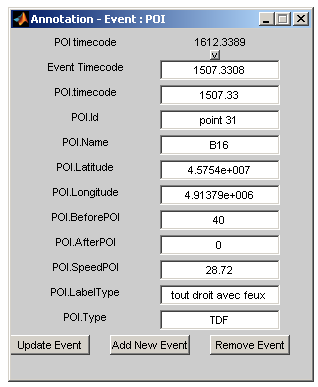 Annotation - Event : POI
POI.timecode 1612.3389
v
Event Timecode 1507.3308
POI.timecode 1507.33
POI.Id point 31
POI.Name B16
POI.Latitude 4.5754e+007
POI.Longitude 4.91379e+006
POI.BeforePOI 40
POI.AfterPOI 0
POI.SpeedPOI 28.72
POI.LabelType tout droit avec feux
POI.Type TDF
Update Event Add New Event Remove Event